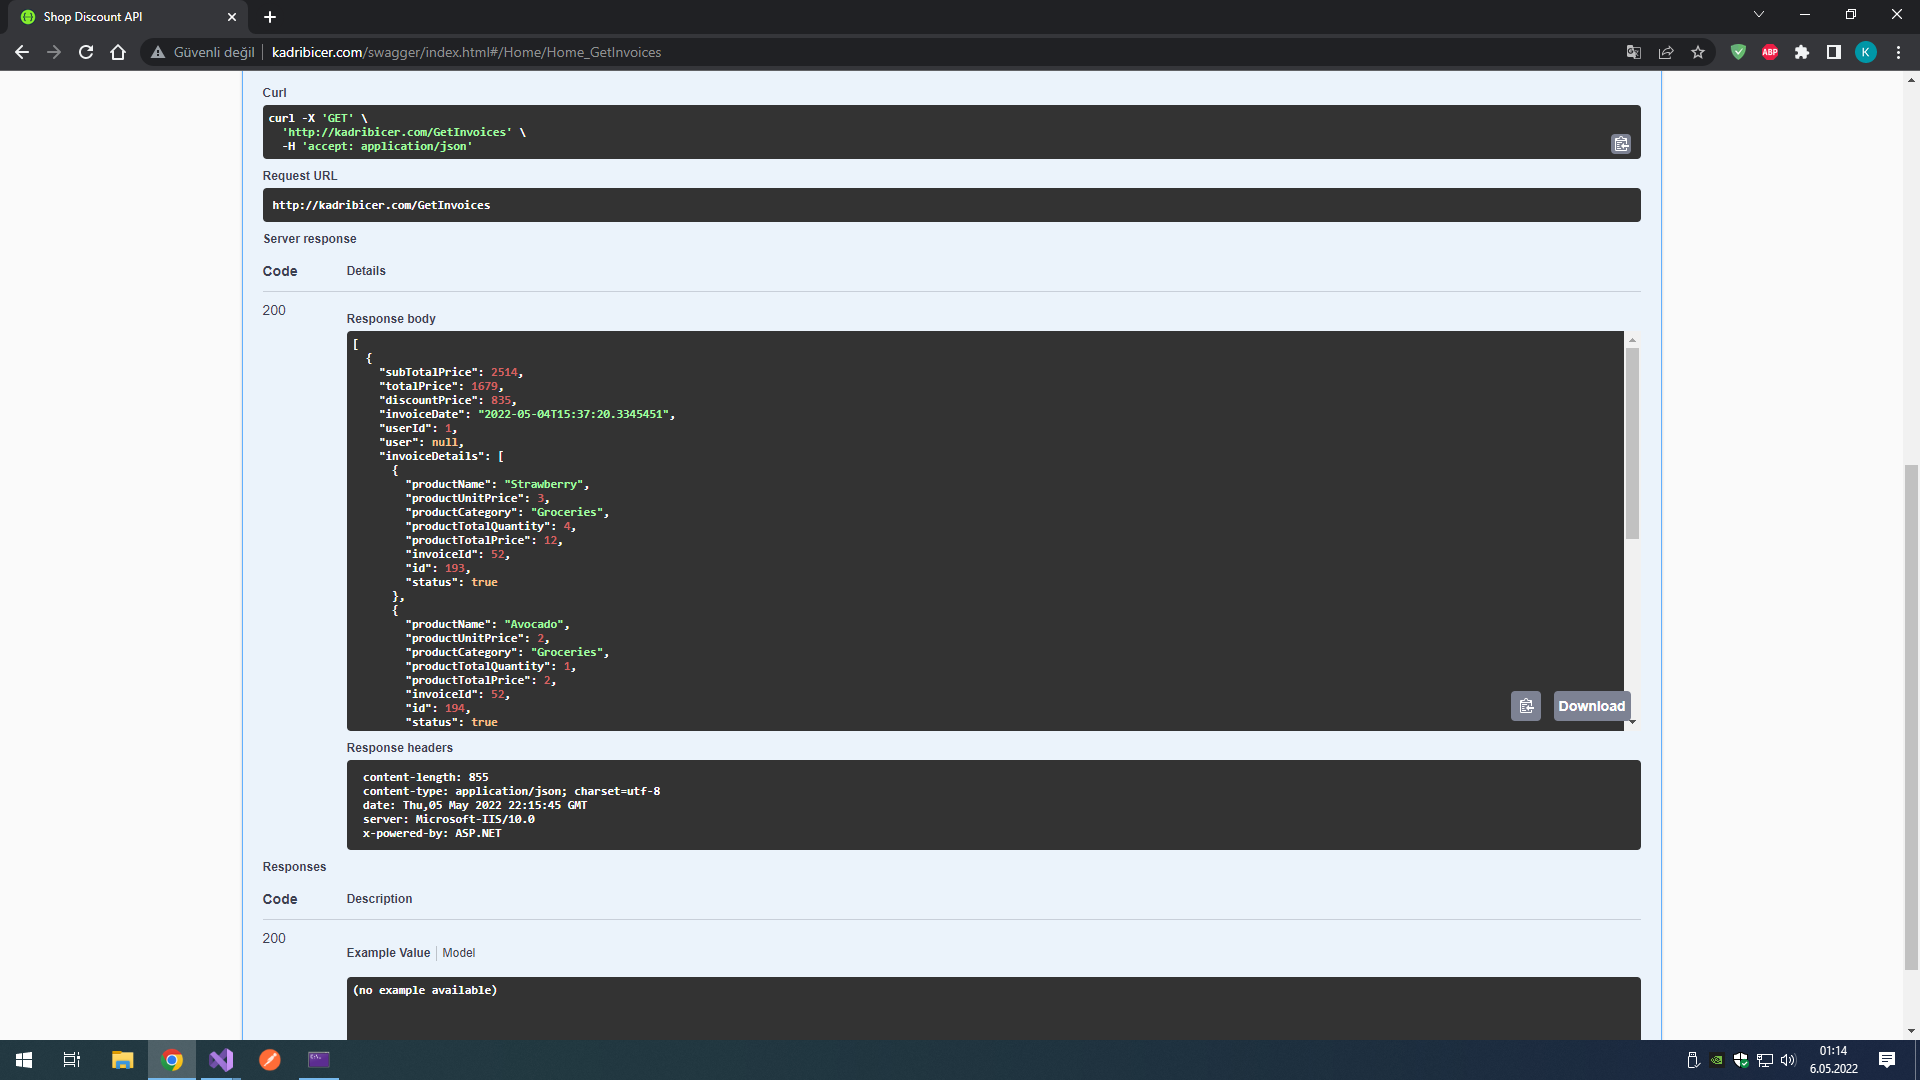 Shop Discount API
Güvenli değil
kadribicer.com/swagger/index.html#/Home/Home_GetInvoices
ABP
K
Curl
curl -X 'GET' \
'http://kadribicer.com/GetInvoices' \
-H 'accept: application/json'
Request URL
http://kadribicer.com/GetInvoices
Server response
Code Details
200
Response body
[
{
"subTotalPrice": 2514,
"totalPrice": 1679,
"discountPrice": 835,
"invoiceDate": "2022-05-04T15:37:20.3345451",
"userId": 1,
"user": null,
"invoiceDetails": [
{
"productName": "Strawberry",
"productUnitPrice": 3,
"productCategory": "Groceries",
"productTotalQuantity": 4,
"productTotalPrice": 12,
"invoiceId": 52,
"id": 193,
"status": true
},
{
"productName": "Avocado",
"productUnitPrice": 2,
"productCategory": "Groceries",
"productTotalQuantity": 1,
"productTotalPrice": 2,
"invoiceId": 52,
"id": 194,
"status": true
Download
Response headers
content-length: 855
content-type: application/json; charset=utf-8
date: Thu,05 May 2022 22:15:45 GMT
server: Microsoft-IIS/10.0
x-powered-by: ASP.NET
Responses
Code Description
200
Example Value Model
(no example available)
01:14
6.05.2022